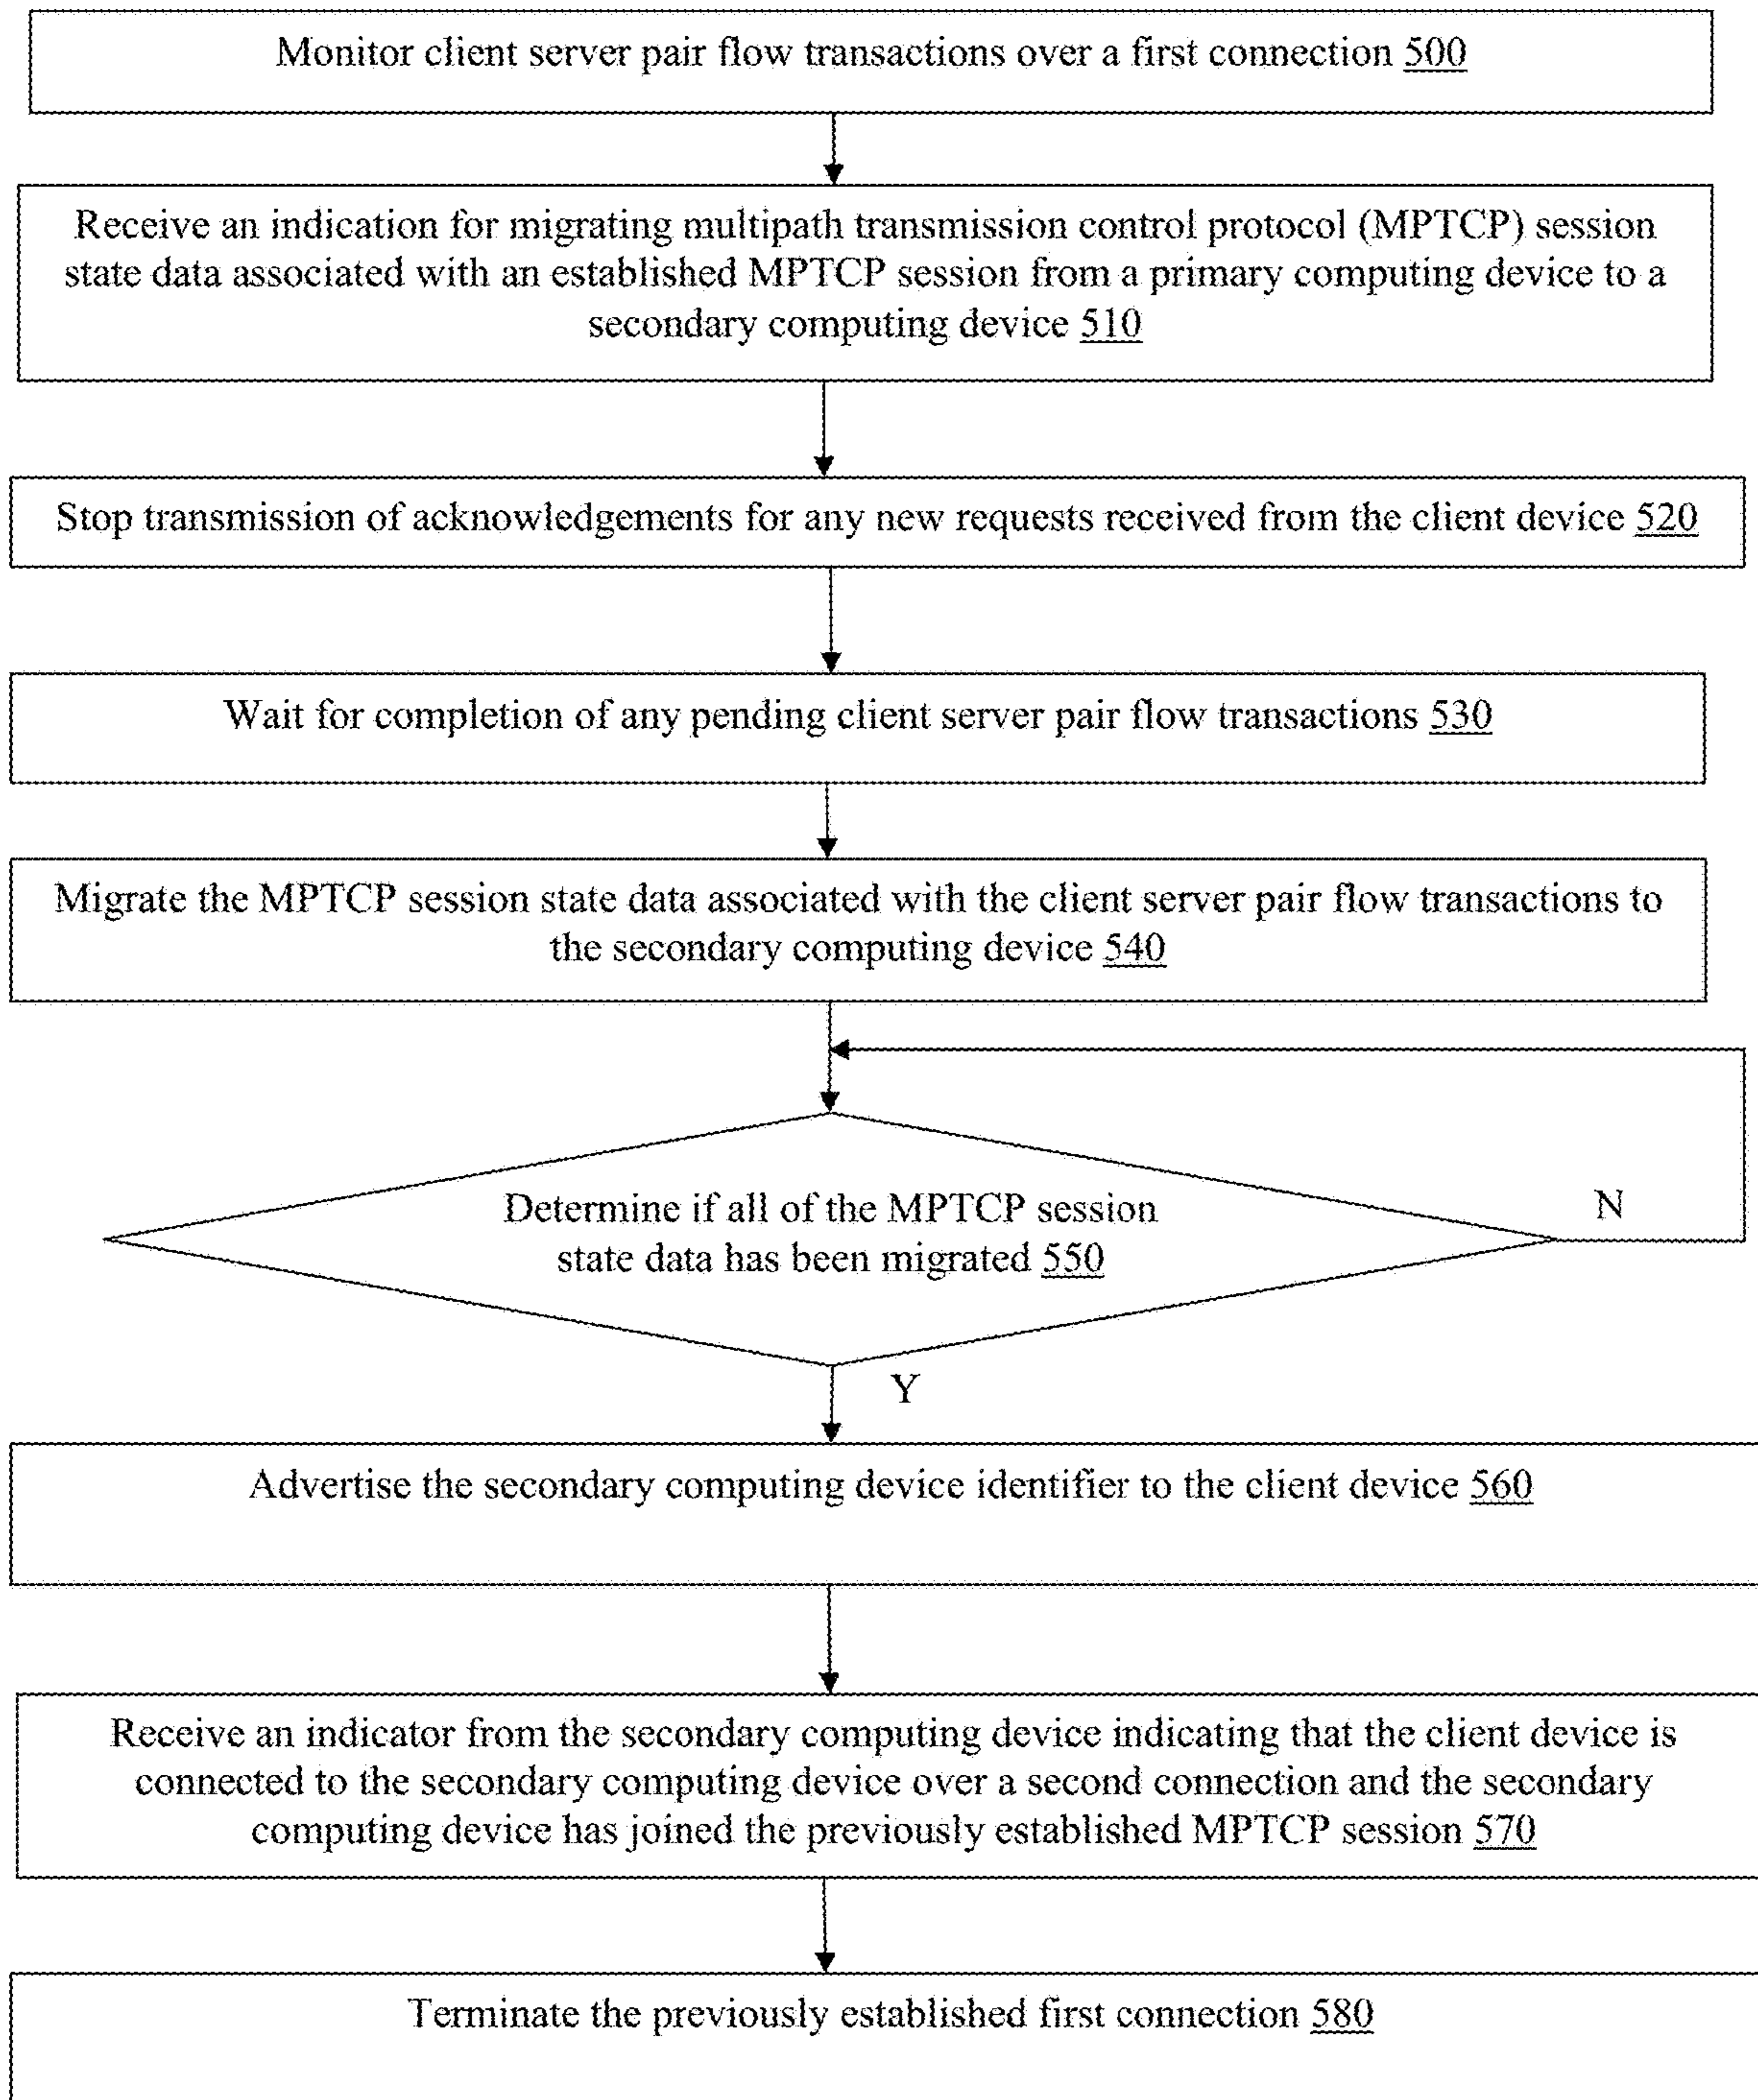 Monitor client server pair flow transactions over a first connection 500
Receive an indication for migrating multipath transmission control protocol (MPTCP) session
state data associated with an established MPTCP session from a primary computing device to a
secondary computing device 510
Stop transmission of acknowledgements for any new requests received from the client device 520
Wait for completion of any pending client server pair flow transactions 530
Migrate the MPTCP session state data associated with the client server pair flow transactions to
the secondary computing device 540
N
Determine if all of the MPTCP session
state data has been migrated 550
Y
Advertise the secondary computing device identifier to the client device 560
Receive an indicator from the secondary computing device indicating that the client device is
connected to the secondary computing device over a second connection and the secondary
computing device has joined the previously established MPTCP session 570
Terminate the previously established first connection 580